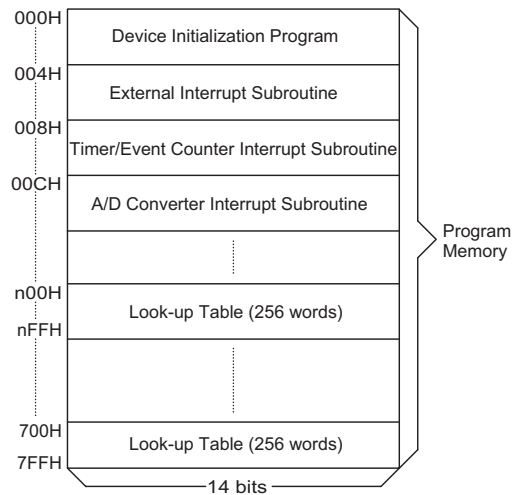 000H
Device Initialization Program
004H
External Interrupt Subroutine
008H
Timer/Event Counter Interrupt Subroutine
00CH
A/D Converter Interrupt Subroutine
Program
Memory
n00H
Look-up Table (256 words)
nFFH
700H
Look-up Table (256 words)
7FFH
14 bits